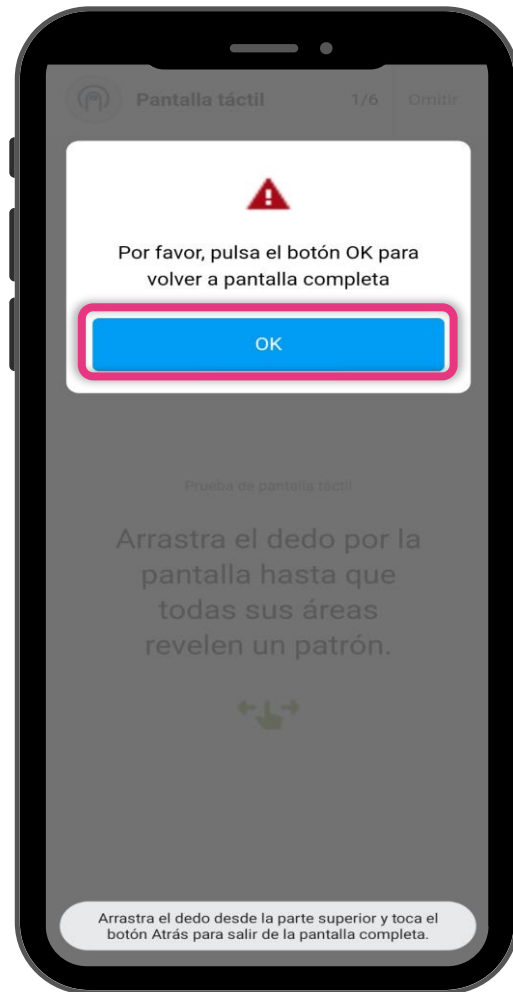 Pantalla táctil 1/6 Omitir
Por favor, pulsa el botón OK para
volver a pantalla completa
OK
Prueba de pantalla táctil
Arrastra el dedo por la
pantalla hasta que
todas sus áreas
revelen un patrón.
Arrastra el dedo desde la parte superior y toca el
botón Atrás para salir de la pantalla completa.